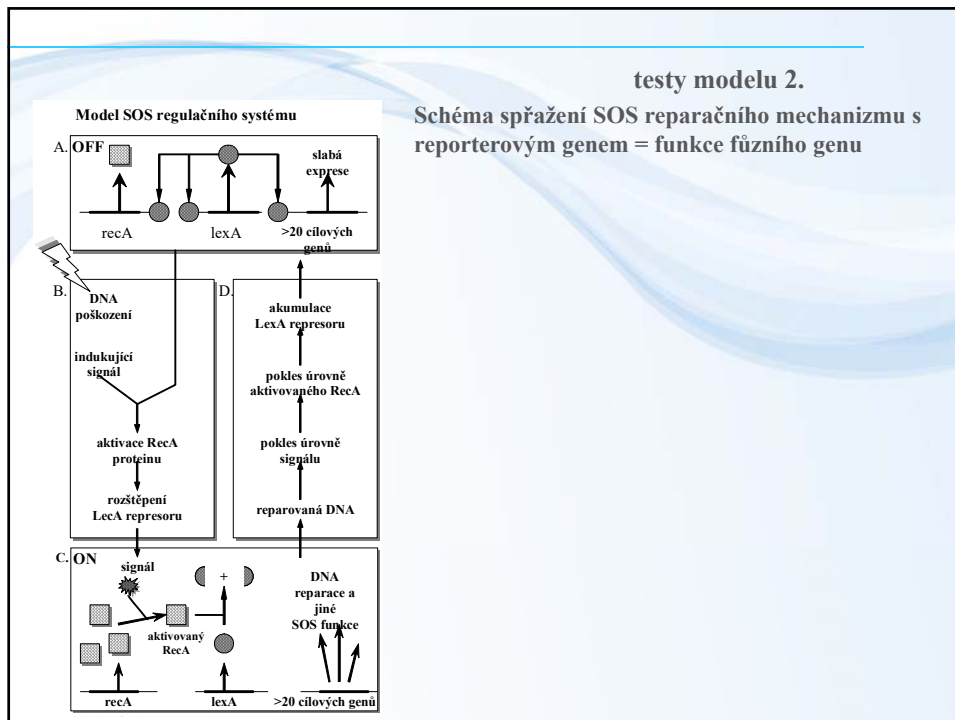 testy modelu 2.
Schéma spřažení SOS reparačního mechanizmu s
reporterovým genem = funkce fůzního genu
Model SOS regulačního systému
A. OFF
slabá
exprese
recA
lexA
>20 cílových
genů
B.
DNA
poškození
indukující
signál
aktivace RecA
proteinu
rozštěpení
LecA represoru
D.
akumulace
LexA represoru
pokles úrovně
aktivovaného RecA
pokles úrovně
signálu
reparovaná DNA
C. ON
signál
+
aktivovaný
RecA
DNA
reparace a
jiné
SOS funkce
recA
lexA
>20 cílových genů